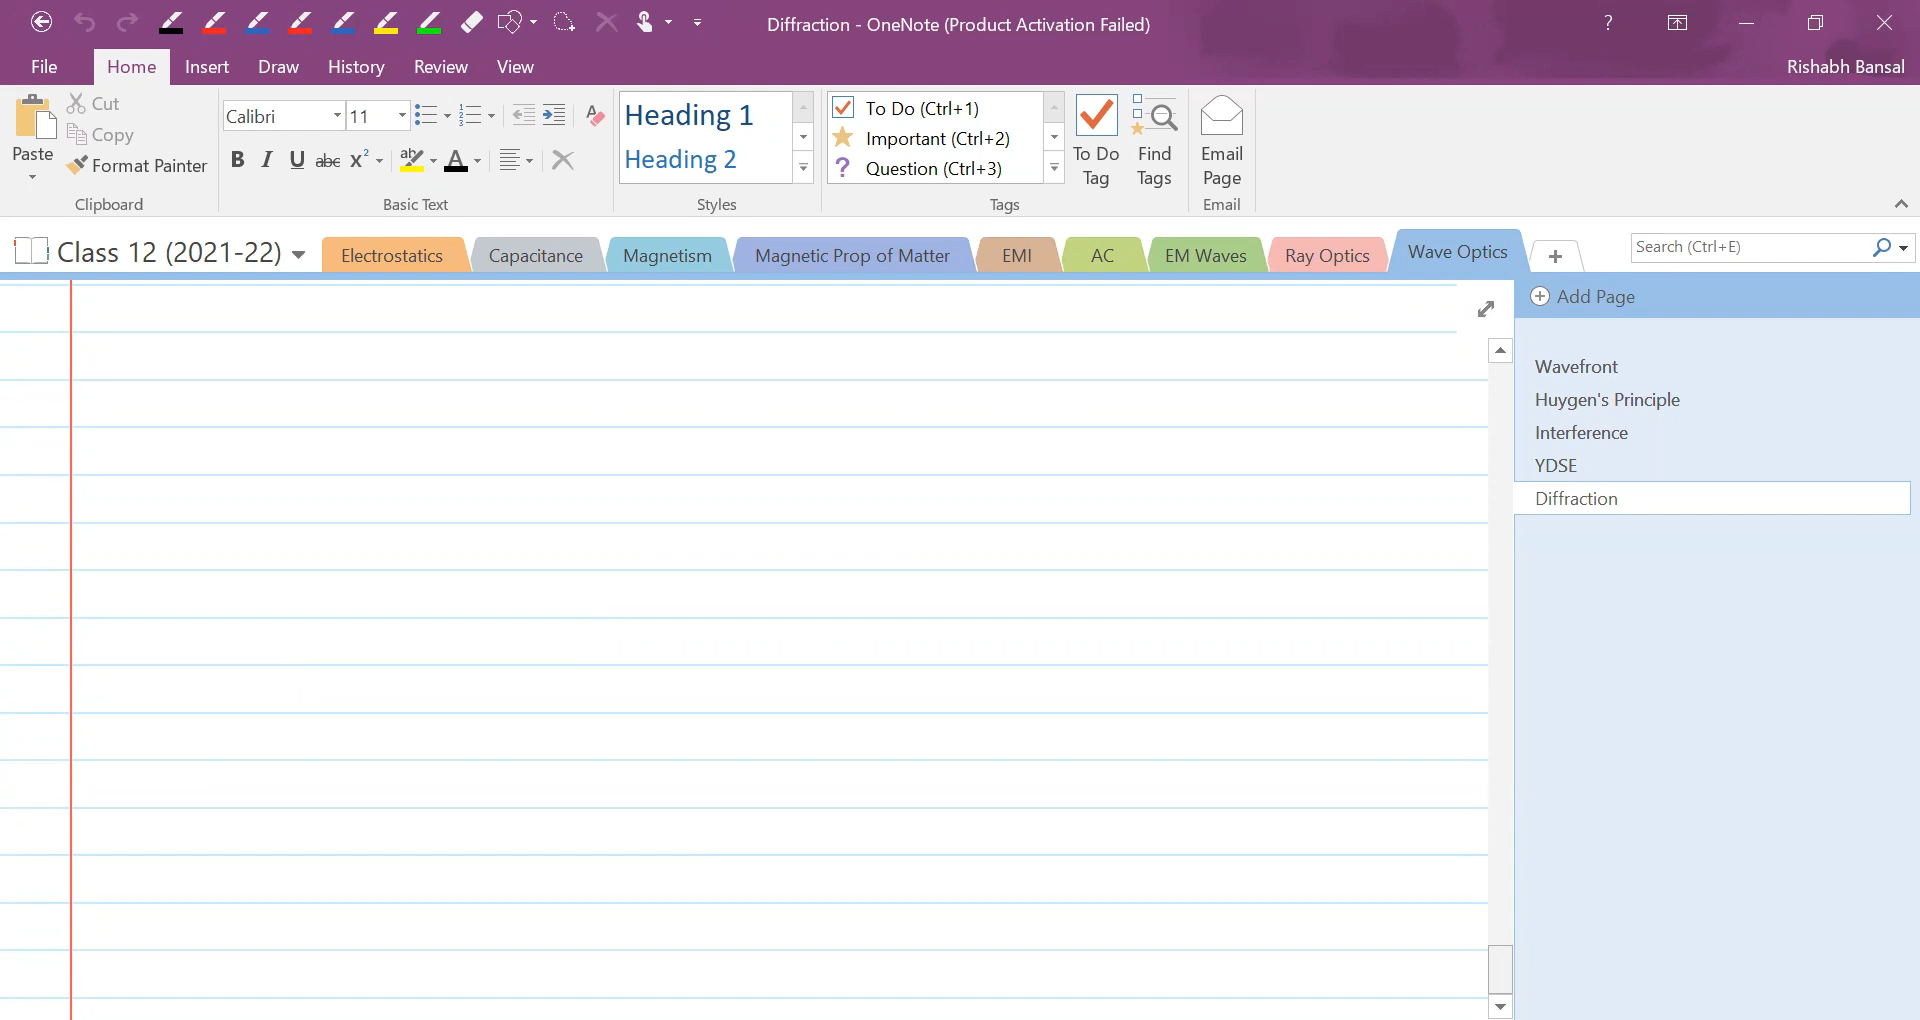 Diffraction - OneNote (Product Activation Failed)
?
File Home Insert Draw History Review View
Rishabh Bansal
Paste
Cut
Copy
Format Painter
Clipboard
Calibri 11
B I U abc X²
ab A
Basic Text
Heading 1
Heading 2
Styles
To Do (Ctrl+1)
Important (Ctrl+2)
? Question (Ctrl+3)
Tags
To Do
Tag
Find
Tags
Email
Page
Email
Class 12 (2021-22)
Electrostatics Capacitance Magnetism Magnetic Prop of Matter EMI AC EM Waves Ray Optics Wave Optics +
Search (Ctrl+E)
Add Page
Wavefront
Huygen's Principle
Interference
YDSE
Diffraction